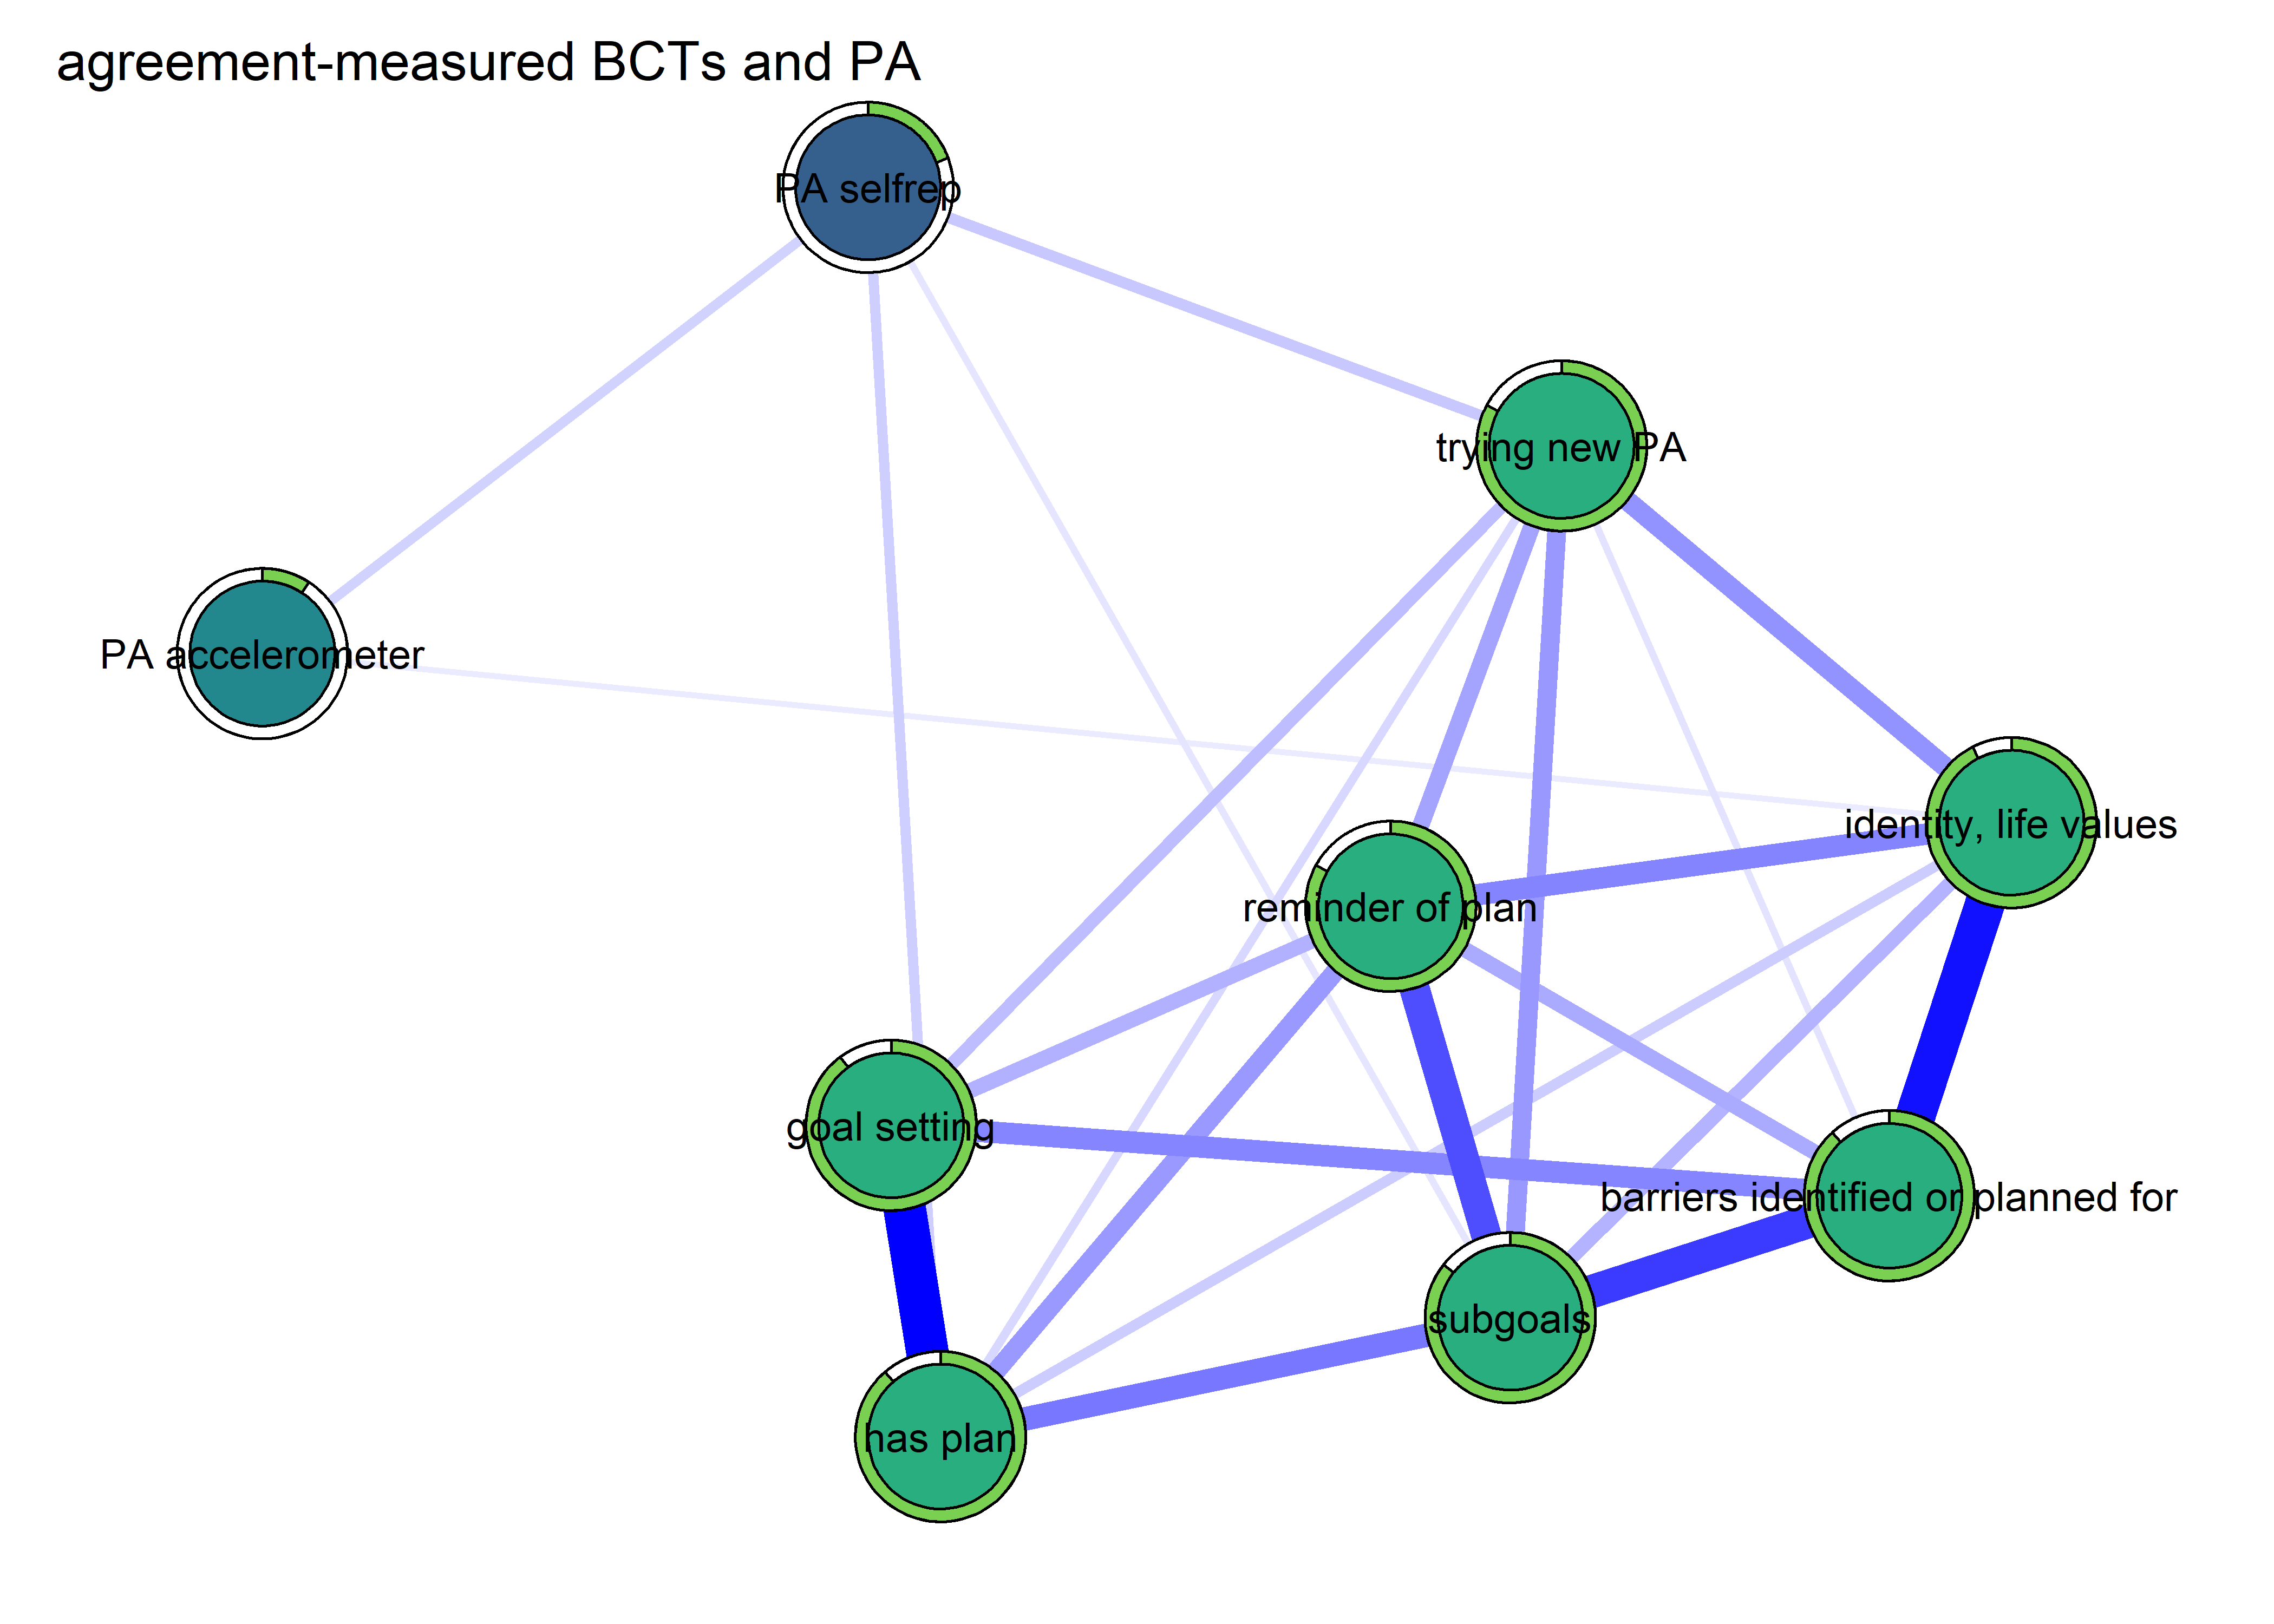 agreement-measured BCTs and PA
PA selfrep
trying new PA
PA accelerometer
identity, life values
reminder of plan
goal setting
barriers identified or planned for
subgoals
has plan